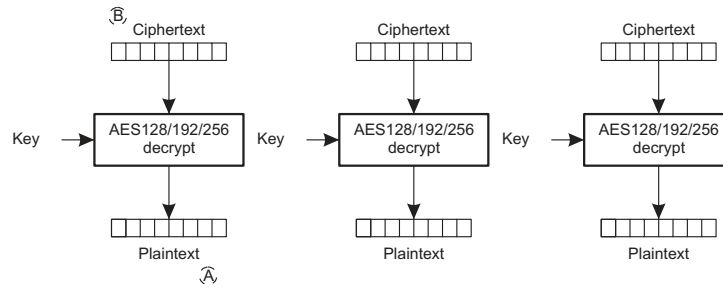 B
Ciphertext Ciphertext Ciphertext
Key AES128/192/256 Key AES128/192/256 Key AES128/192/256
decrypt decrypt decrypt
Plaintext Plaintext Plaintext
A